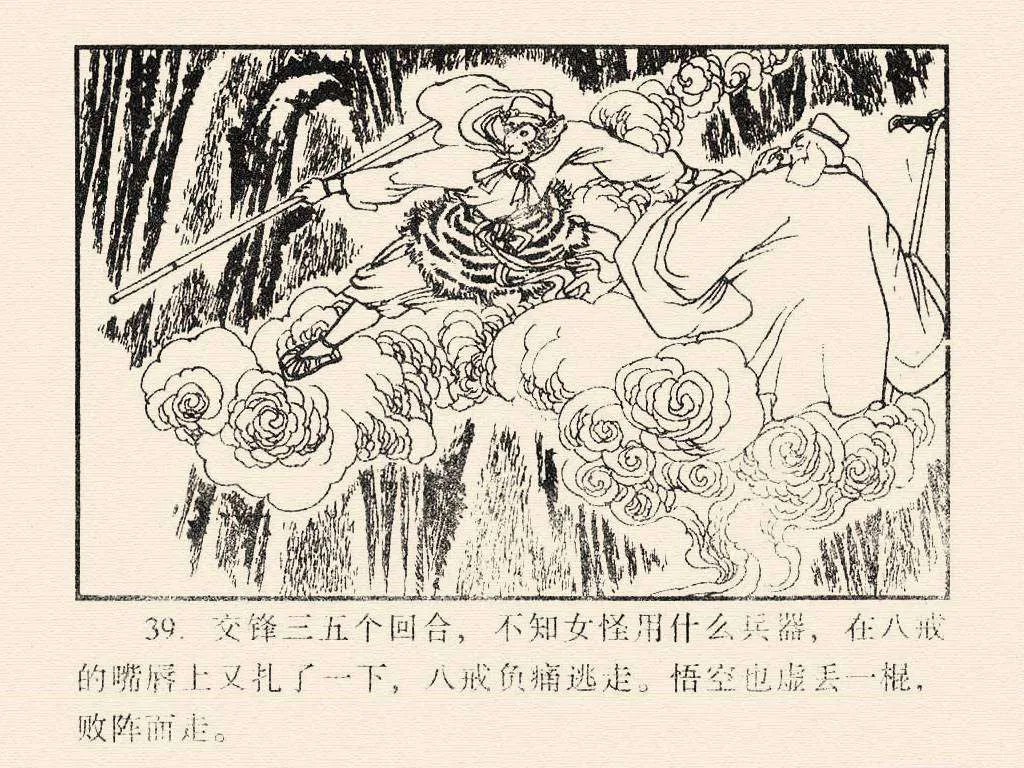 39. 交锋三五个回合，不知女怪用什么兵器，在八戒
的嘴唇上又扎了一下，八戒负痛逃走。悟空也虚丢一棍，
败阵而走。